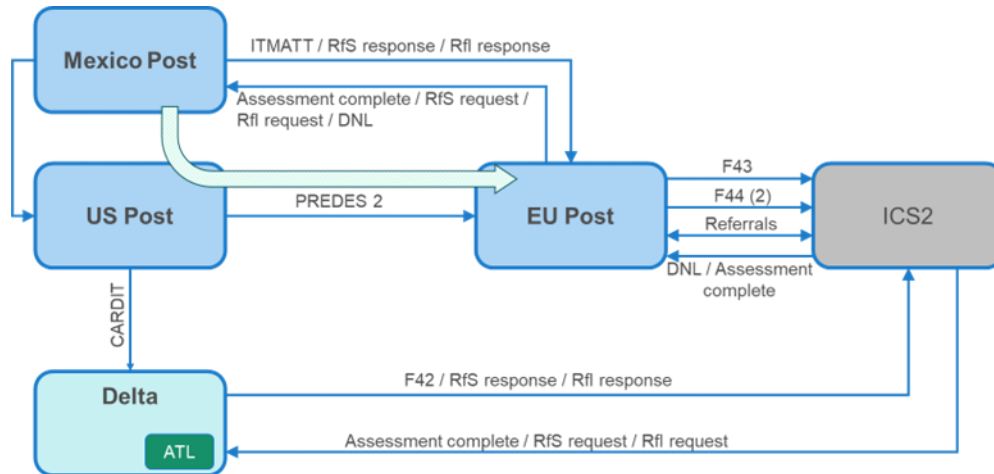 ITMATT / RfS response / RfI response
Mexico Post
Assessment complete / RfS request /
RfI request / DNL
F43
US Post
PREDES 2
EU Post
F44 (2)
ICS2
Referrals
DNL / Assessment
complete
CARDIT
Delta
F42 / RfS response / RfI response
ATL
Assessment complete / RfS request / RfI request